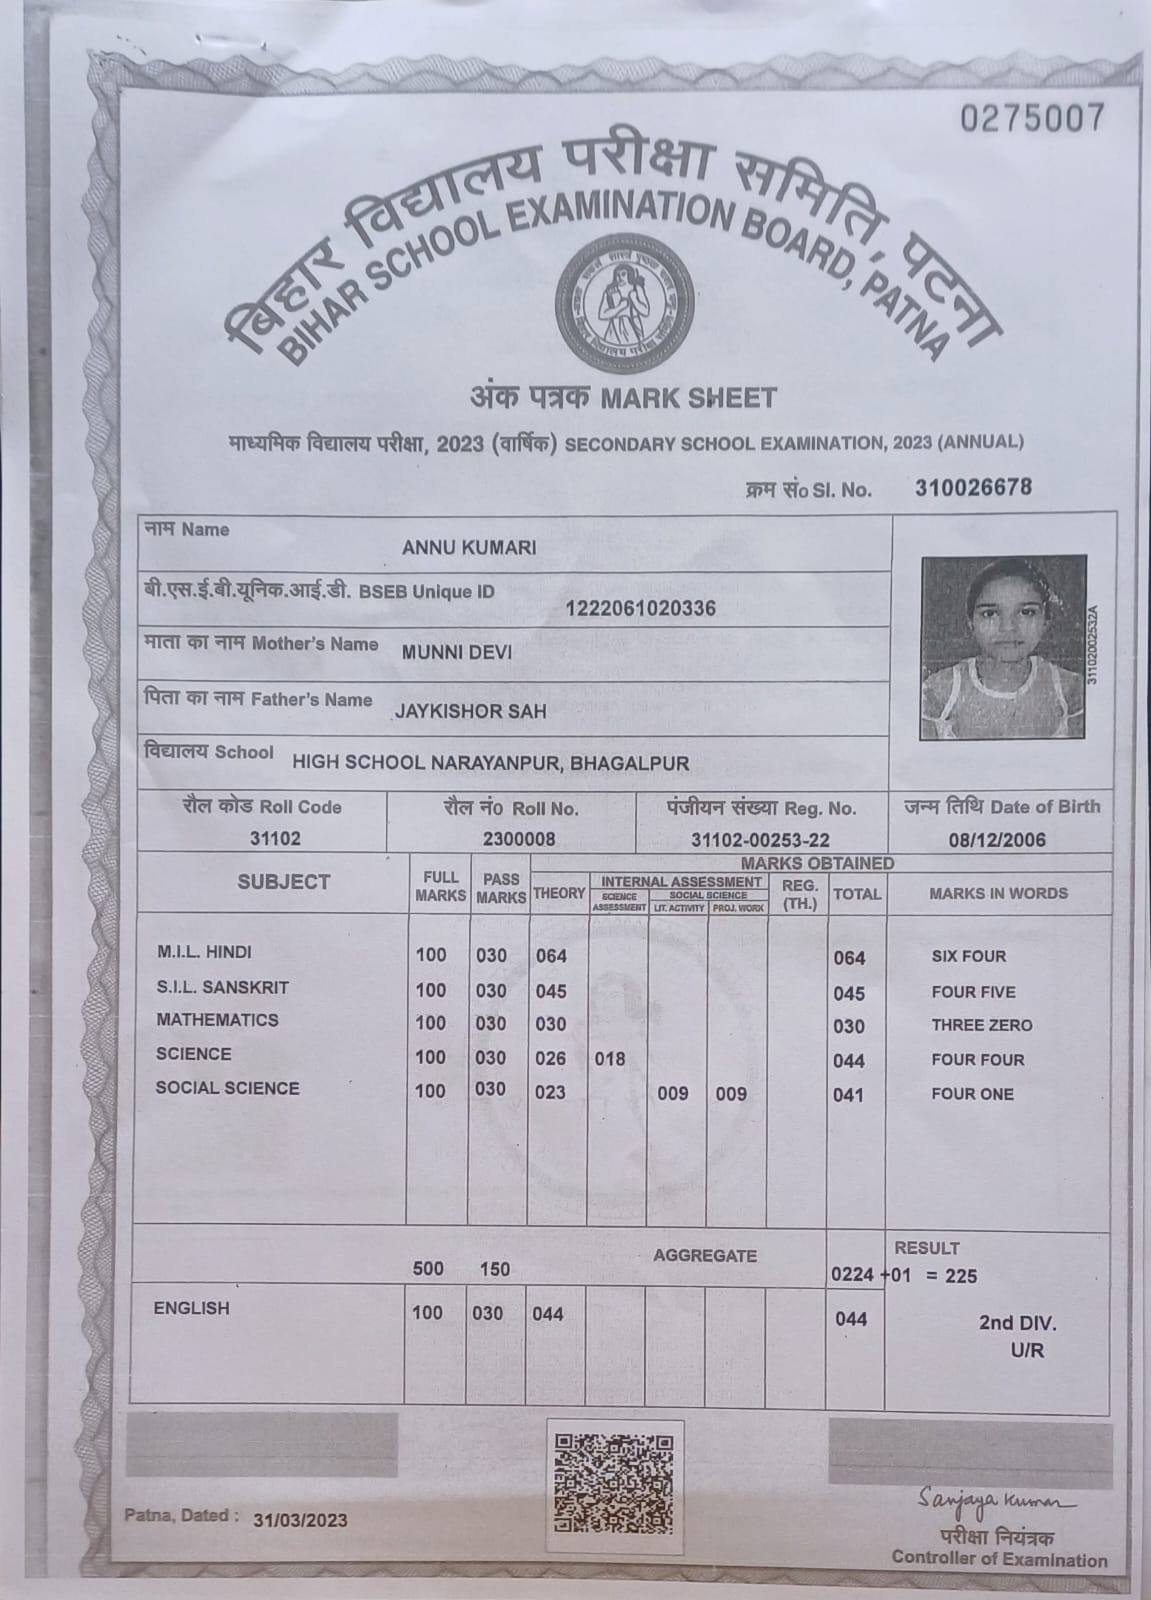 0275007
बिहार विद्यालय परीक्षा समिति, पटना
BIHAR SCHOOL EXAMINATION BOARD, PATNA
अंक पत्रक MARK SHEET
माध्यमिक विद्यालय परीक्षा, 2023 (वार्षिक) SECONDARY SCHOOL EXAMINATION, 2023 (ANNUAL)
क्रम सं० Sl. No. 310026678
नाम Name ANNU KUMARI
बी.एस.ई.बी.यूनिक.आई.डी. BSEB Unique ID 1222061020336
माता का नाम Mother's Name MUNNI DEVI
पिता का नाम Father's Name JAYKISHOR SAH
विद्यालय School HIGH SCHOOL NARAYANPUR, BHAGALPUR
31102002532A
रौल कोड Roll Code रौल नं० Roll No. पंजीयन संख्या Reg. No. जन्म तिथि Date of Birth
31102 2300008 31102-00253-22 08/12/2006
MARKS OBTAINED
SUBJECT FULL MARKS PASS MARKS THEORY INTERNAL ASSESSMENT REG. (TH.) TOTAL MARKS IN WORDS
SCIENCE ASSESSMENT SOCIAL SCIENCE
LIT. ACTIVITY PROJ. WORK
M.I.L. HINDI 100 030 064 064 SIX FOUR
S.I.L. SANSKRIT 100 030 045 045 FOUR FIVE
MATHEMATICS 100 030 030 030 THREE ZERO
SCIENCE 100 030 026 018 044 FOUR FOUR
SOCIAL SCIENCE 100 030 023 009 009 041 FOUR ONE
AGGREGATE RESULT
500 150 0224 +01 = 225
ENGLISH 100 030 044 044 2nd DIV.
U/R
Patna, Dated : 31/03/2023
Sanjaya Kumar
परीक्षा नियंत्रक
Controller of Examination